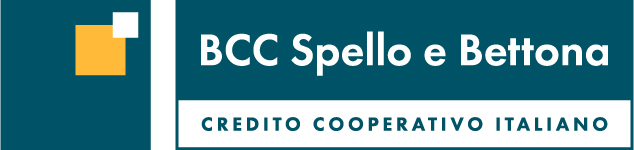 BCC Spello e Bettona
CREDITO COOPERATIVO ITALIANO